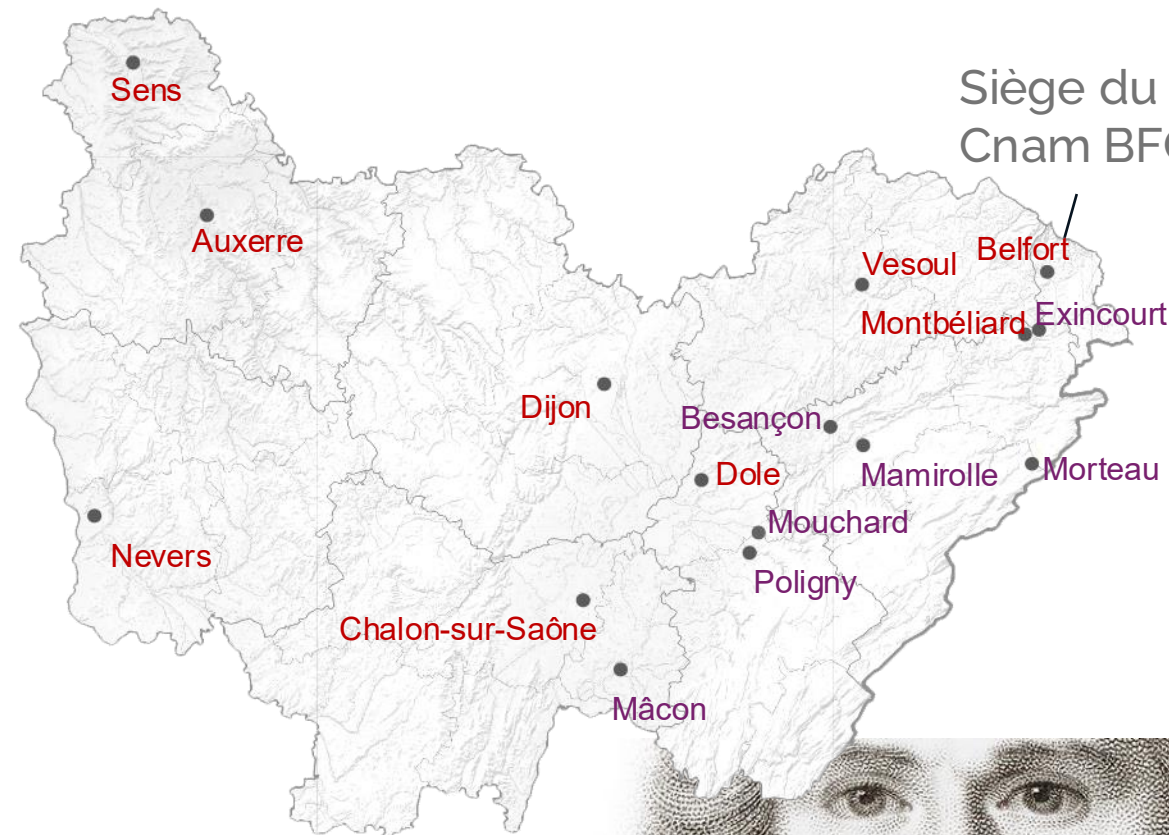 Sens
Siège du
Cnam BFC
Auxerre
Belfort
Vesoul
Exincourt
Montbéliard
Dijon
Besançon
Dole
Mamirolle
Morteau
Mouchard
Nevers
Poligny
Chalon-sur-Saône
Mâcon